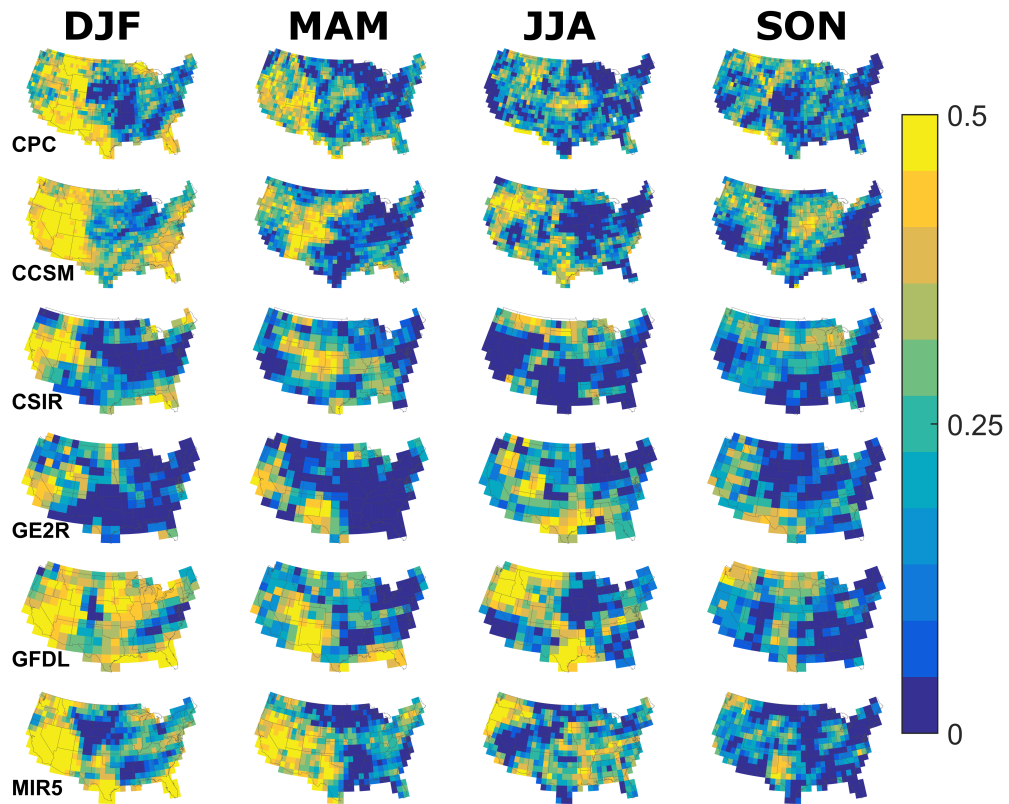 DJF MAM JJA SON
CPC
0.5
CCSM
CSIR
0.25
GE2R
GFDL
0
MIR5